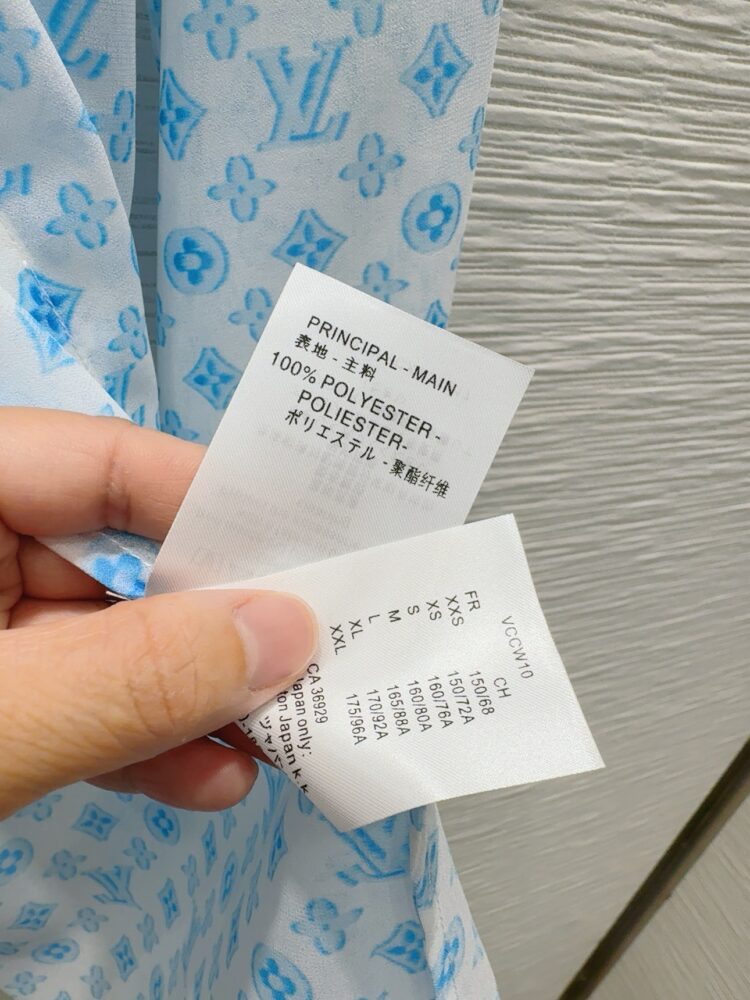 LV
PRINCIPAL - MAIN
表地 - 主料
100% POLYESTER -
POLIESTER-
ポリエステル - 聚酯纤维
VCCW10
FR CH
XXS 150/68
XS 150/72A
S 160/76A
M 160/80A
L 165/88A
XL 170/92A
XXL 175/96A
CA 36929
Japan only:
Japan k.k